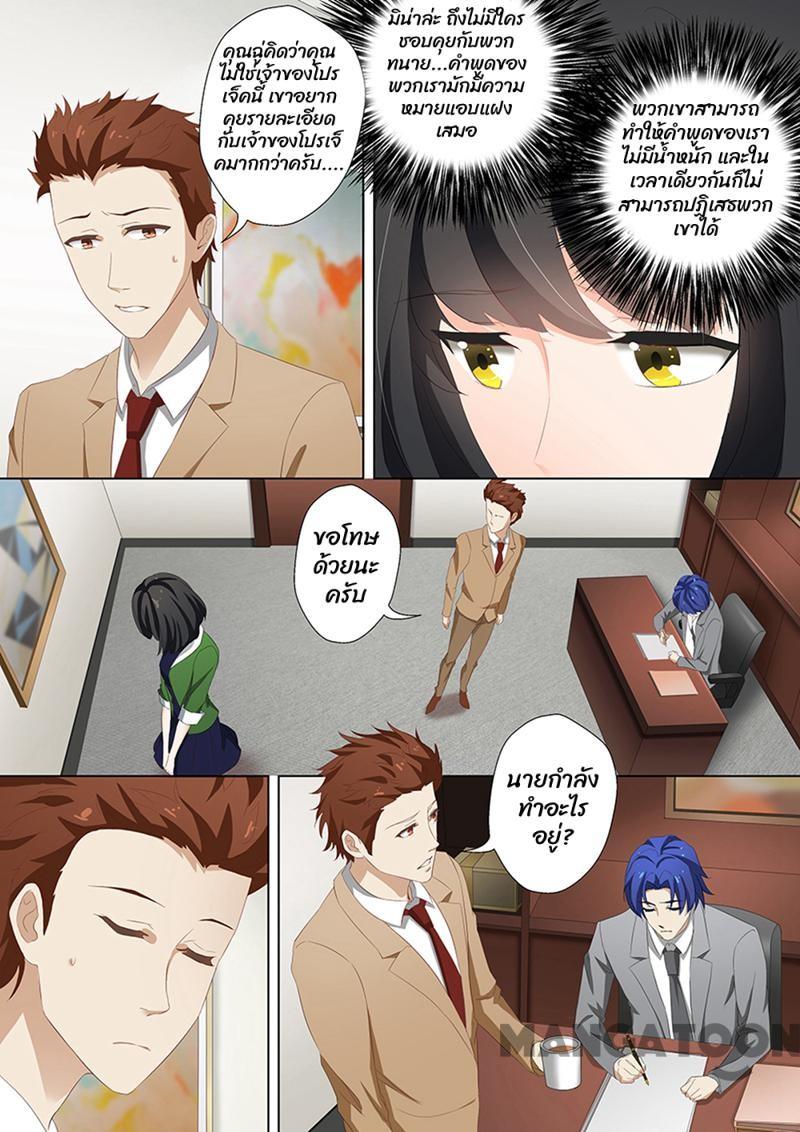 คุณฉู่คิดว่าคุณ
ไม่ใช่เจ้าของโปร
เจ็คนี้ เขาอยาก
คุยรายละเอียด
กับเจ้าของโปรเจ็
คมากกว่าครับ....
มิน่าล่ะ ถึงไม่มีใคร
ชอบคุยกับพวก
ทนาย...คำพูดของ
พวกเรามักมีความ
หมายแอบแฝง
เสมอ
พวกเขาสามารถ
ทำให้คำพูดของเรา
ไม่มีน้ำหนัก และใน
เวลาเดียวกันก็ไม่
สามารถปฏิเสธพวก
เขาได้
ขอโทษ
ด้วยนะ
ครับ
นายกำลัง
ทำอะไร
อยู่?
MANGATOON